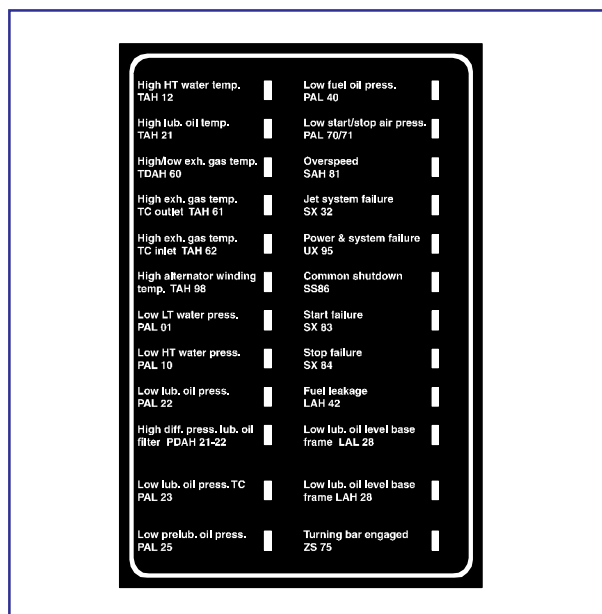 High HT water temp.
TAH 12
High lub. oil temp.
TAH 21
High/low exh. gas temp.
TDAH 60
High exh. gas temp.
TC outlet TAH 61
High exh. gas temp.
TC inlet TAH 62
High alternator winding
temp. TAH 98
Low LT water press.
PAL 01
Low HT water press.
PAL 10
Low lub. oil press.
PAL 22
High diff. press. lub. oil
filter PDAH 21-22
Low lub. oil press. TC
PAL 23
Low prelub. oil press.
PAL 25
Low fuel oil press.
PAL 40
Low start/stop air press.
PAL 70/71
Overspeed
SAH 81
Jet system failure
SX 32
Power & system failure
UX 95
Common shutdown
SS86
Start failure
SX 83
Stop failure
SX 84
Fuel leakage
LAH 42
Low lub. oil level base
frame LAL 28
Low lub. oil level base
frame LAH 28
Turning bar engaged
ZS 75